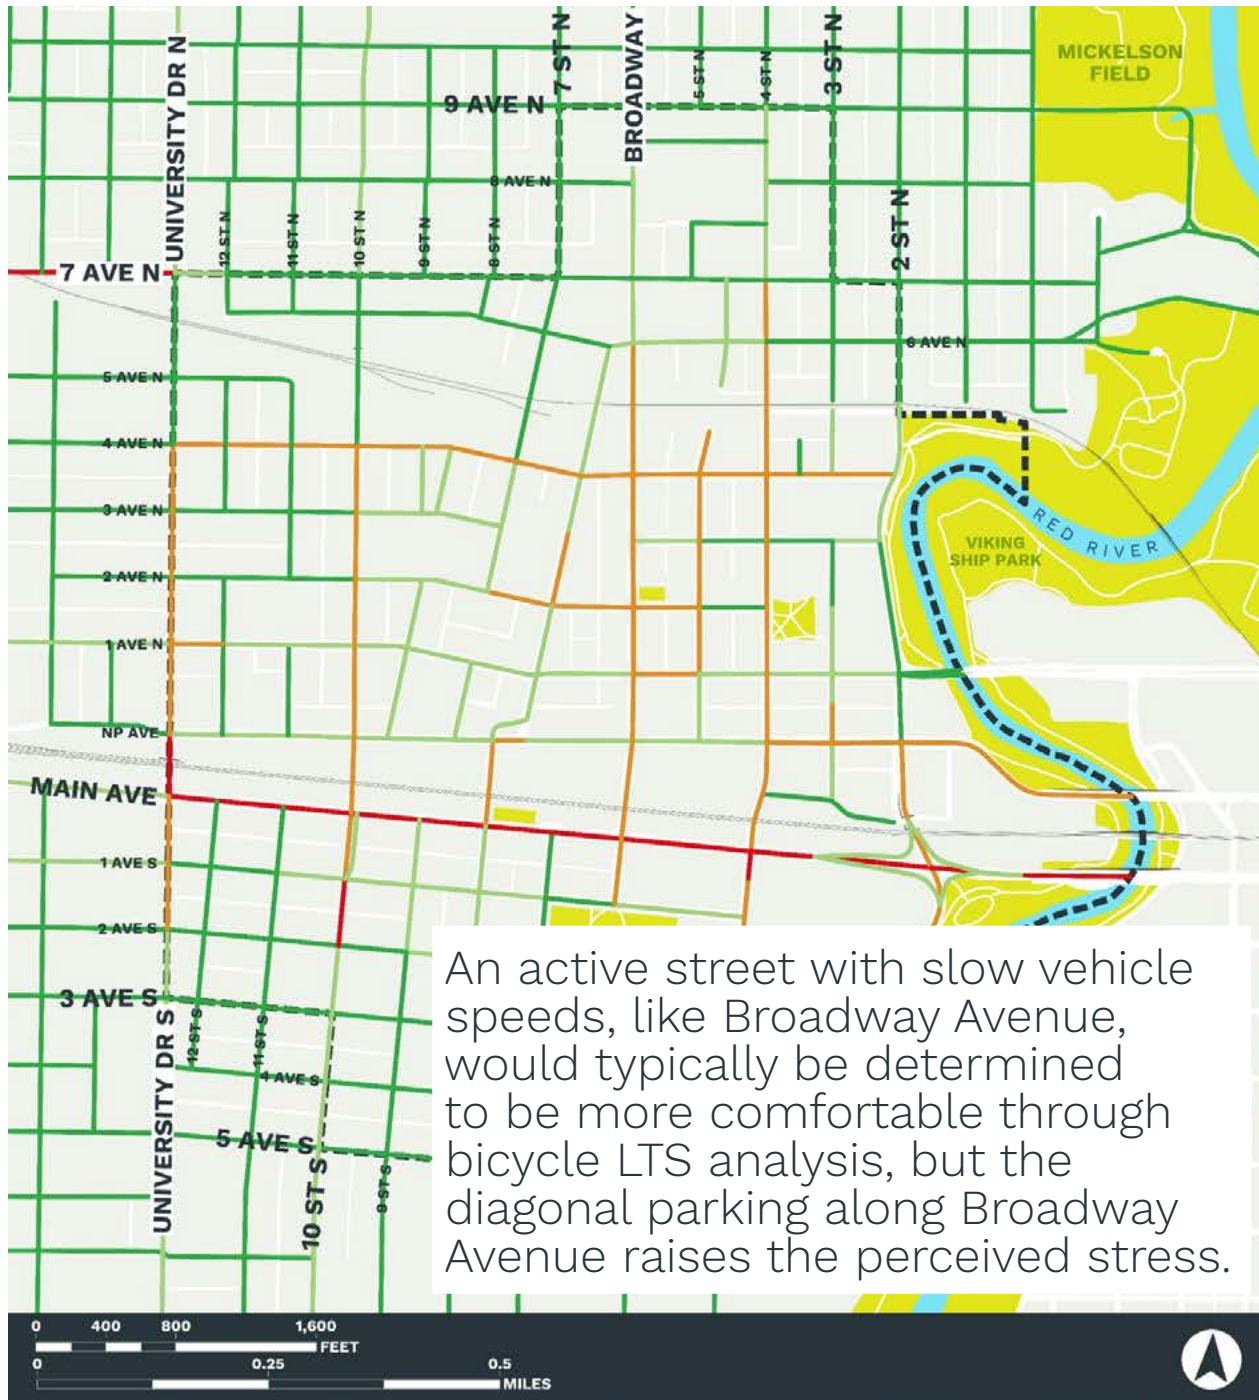 MICKELSON
FIELD
UNIVERSITY DR N
7 ST N
BROADWAY
5 ST N
4 ST N
3 ST N
9 AVE N
8 AVE N
12 ST N
11 ST N
10 ST N
9 ST N
8 ST N
2 ST N
7 AVE N
6 AVE N
5 AVE N
4 AVE N
3 AVE N
RED RIVER
VIKING
SHIP PARK
2 AVE N
1 AVE N
NP AVE
MAIN AVE
1 AVE S
2 AVE S
3 AVE S
12 ST S
11 ST S
4 AVE S
UNIVERSITY DR S
5 AVE S
10 ST S
9 ST S
An active street with slow vehicle
speeds, like Broadway Avenue,
would typically be determined
to be more comfortable through
bicycle LTS analysis, but the
diagonal parking along Broadway
Avenue raises the perceived stress.
0 400 800 1,600
FEET
0 0.25 0.5
MILES